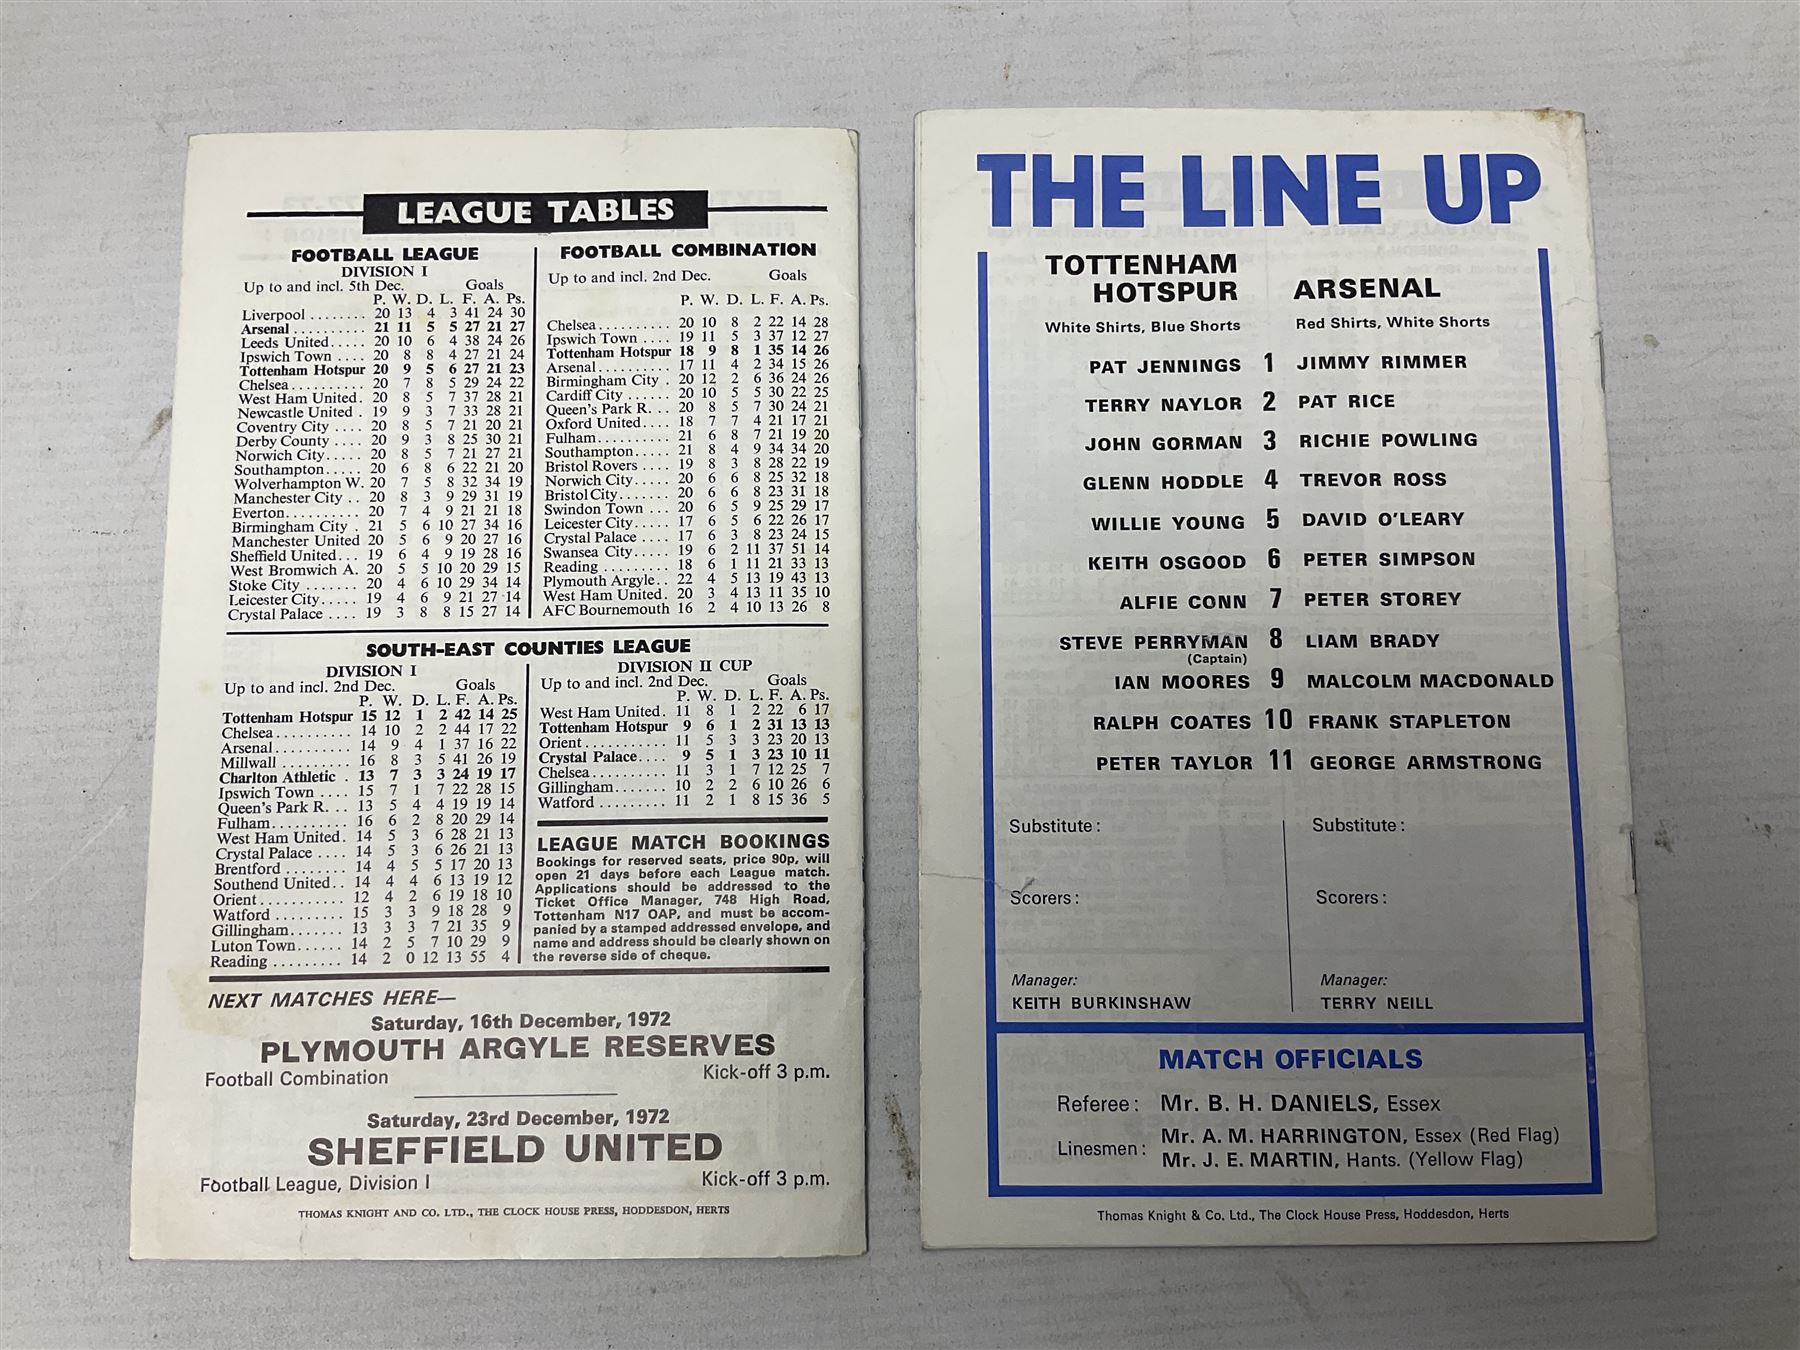 LEAGUE TABLES
FOOTBALL LEAGUE
DIVISION I
Up to and incl. 5th Dec. Goals
P. W. D. L. F. A. Ps.
Liverpool ........ 20 13 4 3 41 24 30
Arsenal .......... 21 11 5 5 27 21 27
Leeds United..... 20 10 6 4 38 24 26
Ipswich Town .... 20 8 8 4 27 21 24
Tottenham Hotspur 20 9 5 6 27 21 23
Chelsea.......... 20 7 8 5 29 24 22
West Ham United. 20 8 5 7 37 28 21
Newcastle United . 19 9 3 7 33 28 21
Coventry City .... 20 8 5 7 21 20 21
Derby County .... 20 9 3 8 25 30 21
Norwich City..... 20 8 5 7 21 27 21
Southampton..... 20 6 8 6 22 21 20
Wolverhampton W. 20 7 5 8 32 34 19
Manchester City .. 20 8 3 9 29 31 19
Everton.......... 20 7 4 9 21 21 18
Birmingham City . 21 5 6 10 27 34 16
Manchester United 20 5 6 9 20 27 16
Sheffield United... 19 6 4 9 19 28 16
West Bromwich A. 20 5 5 10 20 29 15
Stoke City ........ 20 4 6 10 29 34 14
Leicester City..... 19 4 6 9 21 27 14
Crystal Palace .... 19 3 8 8 15 27 14
FOOTBALL COMBINATION
Up to and incl. 2nd Dec. Goals
P. W. D. L. F. A. Ps.
Chelsea.......... 20 10 8 2 22 14 28
Ipswich Town .... 19 11 5 3 37 12 27
Tottenham Hotspur 18 9 8 1 35 14 26
Arsenal.......... 17 11 4 2 34 15 26
Birmingham City . 20 12 2 6 36 24 26
Cardiff City ...... 20 10 5 5 30 22 25
Queen's Park R... 20 8 5 7 30 24 21
Oxford United.... 18 7 7 4 21 17 21
Fulham.......... 21 6 8 7 21 19 20
Southampton..... 21 8 4 9 34 34 20
Bristol Rovers .... 19 8 3 8 28 22 19
Norwich City..... 20 6 6 8 25 32 18
Bristol City....... 20 6 6 8 23 31 18
Swindon Town ... 20 6 5 9 25 29 17
Leicester City..... 17 6 5 6 22 26 17
Crystal Palace .... 17 6 3 8 23 24 15
Swansea City..... 19 6 2 11 37 51 14
Reading ......... 18 6 1 11 21 33 13
Plymouth Argyle.. 22 4 5 13 19 43 13
West Ham United. 20 3 4 13 11 35 10
AFC Bournemouth 16 2 4 10 13 26 8
SOUTH-EAST COUNTIES LEAGUE
DIVISION I
Up to and incl. 2nd Dec. Goals
P. W. D. L. F. A. Ps.
Tottenham Hotspur 15 12 1 2 42 14 25
Chelsea.......... 14 10 2 2 44 17 22
Arsenal.......... 14 9 4 1 37 16 22
Millwall ......... 16 8 3 5 41 26 19
Charlton Athletic . 13 7 3 3 24 19 17
Ipswich Town .... 15 7 1 7 22 28 15
Queen's Park R... 13 5 4 4 19 19 14
Fulham.......... 16 6 2 8 20 29 14
West Ham United. 14 5 3 6 28 21 13
Crystal Palace .... 14 5 3 6 26 21 13
Brentford ........ 14 4 5 5 17 20 13
Southend United.. 14 4 4 6 13 19 12
Orient........... 12 4 2 6 19 18 10
Watford ......... 15 3 3 9 18 28 9
Gillingham....... 13 3 3 7 21 35 9
Luton Town...... 14 2 5 7 10 29 9
Reading ......... 14 2 0 12 13 55 4
DIVISION II CUP
Up to and incl. 2nd Dec. Goals
P. W. D. L. F. A. Ps.
West Ham United. 11 8 1 2 22 6 17
Tottenham Hotspur 9 6 1 2 31 13 13
Orient........... 11 5 3 3 23 20 13
Crystal Palace.... 9 5 1 3 23 10 11
Chelsea.......... 11 3 1 7 12 25 7
Gillingham....... 10 2 2 6 10 26 6
Watford ......... 11 2 1 8 15 36 5
LEAGUE MATCH BOOKINGS
Bookings for reserved seats, price 90p, will
open 21 days before each League match.
Applications should be addressed to the
Ticket Office Manager, 748 High Road,
Tottenham N17 OAP, and must be accom-
panied by a stamped addressed envelope, and
name and address should be clearly shown on
the reverse side of cheque.
NEXT MATCHES HERE—
Saturday, 16th December, 1972
PLYMOUTH ARGYLE RESERVES
Football Combination Kick-off 3 p.m.
Saturday, 23rd December, 1972
SHEFFIELD UNITED
Football League, Division I Kick-off 3 p.m.
THOMAS KNIGHT AND CO. LTD., THE CLOCK HOUSE PRESS, HODDESDON, HERTS
THE LINE UP
TOTTENHAM
HOTSPUR ARSENAL
White Shirts, Blue Shorts Red Shirts, White Shorts
PAT JENNINGS 1 JIMMY RIMMER
TERRY NAYLOR 2 PAT RICE
JOHN GORMAN 3 RICHIE POWLING
GLENN HODDLE 4 TREVOR ROSS
WILLIE YOUNG 5 DAVID O'LEARY
KEITH OSGOOD 6 PETER SIMPSON
ALFIE CONN 7 PETER STOREY
STEVE PERRYMAN 8 LIAM BRADY
(Captain)
IAN MOORES 9 MALCOLM MACDONALD
RALPH COATES 10 FRANK STAPLETON
PETER TAYLOR 11 GEORGE ARMSTRONG
Substitute: Substitute:
Scorers: Scorers:
Manager: Manager:
KEITH BURKINSHAW TERRY NEILL
MATCH OFFICIALS
Referee: Mr. B. H. DANIELS, Essex
Linesmen: Mr. A. M. HARRINGTON, Essex (Red Flag)
Mr. J. E. MARTIN, Hants. (Yellow Flag)
Thomas Knight & Co. Ltd., The Clock House Press, Hoddesdon, Herts